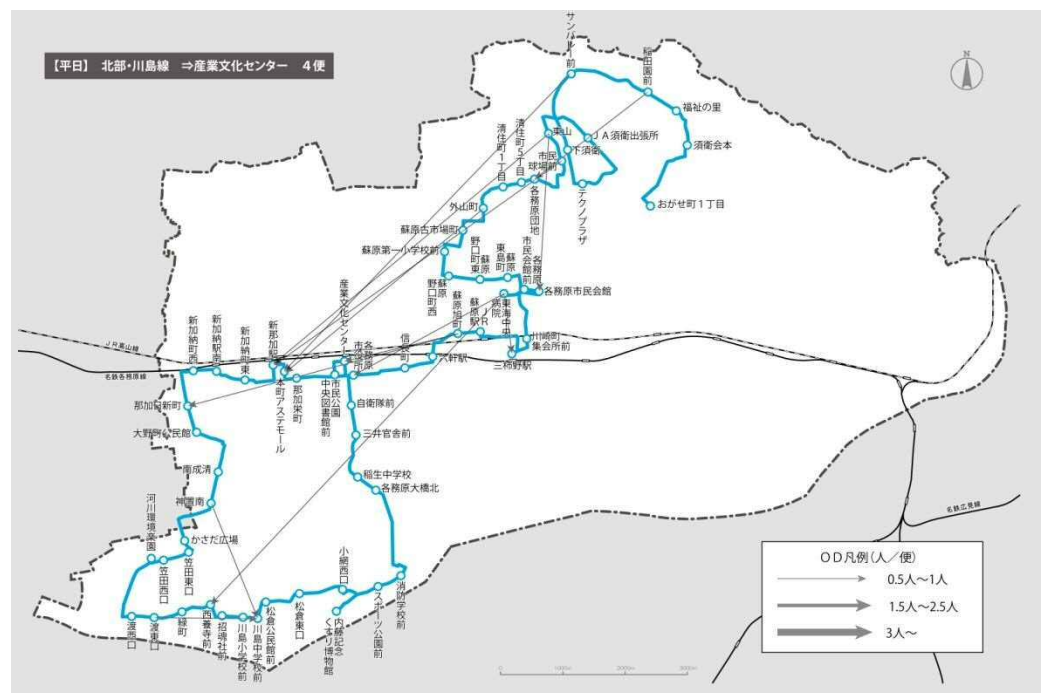 【平日】 北部・川島線 ⇒産業文化センター 4便
N
サンバレー前
稲田園前
福祉の里
須衛会本
おがせ町1丁目
東山
JA須衛出張所
下須衛
市民球場前
テクノプラザ
各務原団地
清住町5丁目
清住町1丁目
外山町
蘇原古市場町
蘇原第一小学校前
蘇原野口町西
蘇原野口町東
蘇原東島町
市民会館前
各務原
各務原市民会館
東海中央病院
川崎町集会所前
三柿野駅
JR蘇原駅
蘇原旭町
六軒駅
信長町
各務原市役所前
産業文化センター
市民公園
中央図書館前
那加栄町
本町アステモール
新那加駅
新加納町東
新加納駅南
新加納町西
JR高山線
名鉄各務原線
那加日新町
大野町公民館
南成清
神置南
かさだ広場
笠田東口
笠田西口
河川環境楽園
渡西口
渡東口
緑町
西養寺前
招魂社前
川島小学校前
川島中学校前
松倉公民館前
松倉東口
小網西口
内藤記念くすり博物館
スポーツ公園前
消防学校前
各務原大橋北
稲生中学校
三井官舎前
自衛隊前
名鉄広見線
OD凡例(人/便)
0.5人～1人
1.5人～2.5人
3人～
0
1000m
2000m
3000m